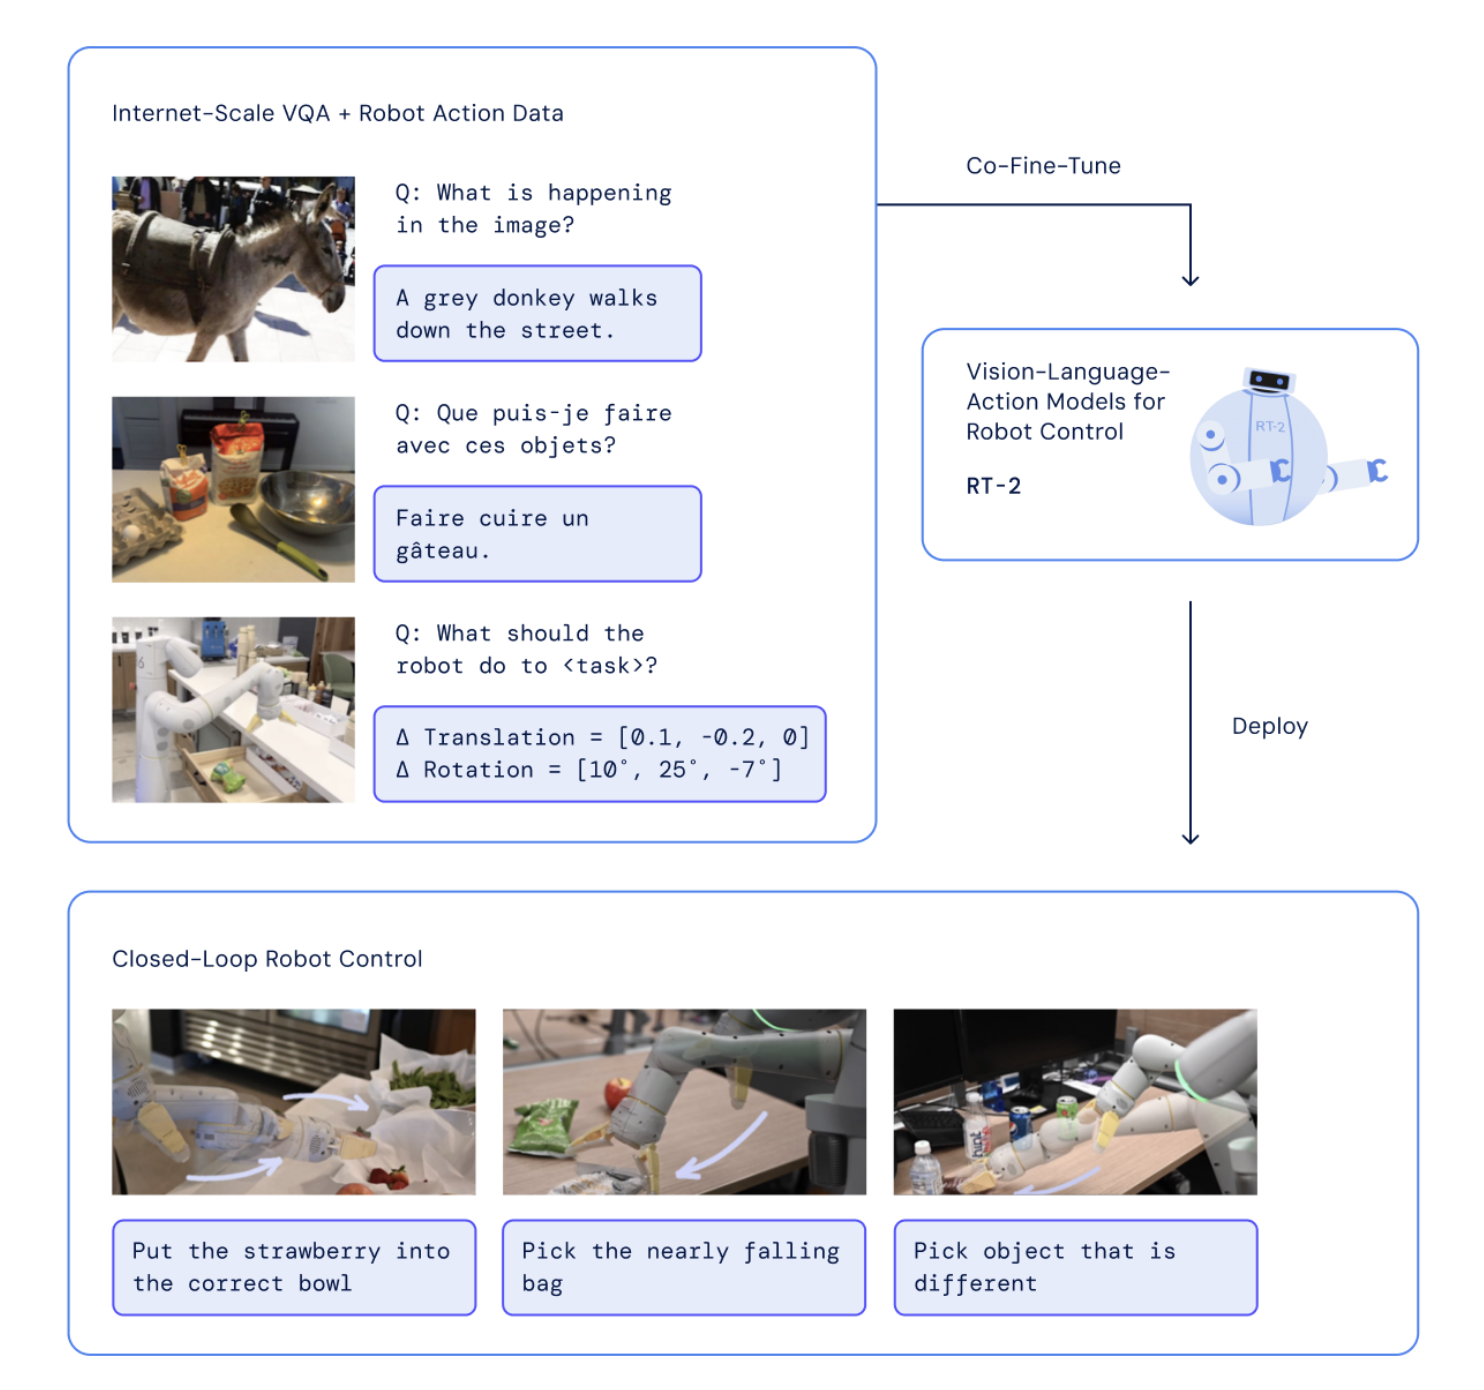 Internet-Scale VQA + Robot Action Data
Q: What is happening
in the image?
A grey donkey walks
down the street.
Q: Que puis-je faire
avec ces objets?
Faire cuire un
gâteau.
Q: What should the
robot do to <task>?
Δ Translation = [0.1, -0.2, 0]
Δ Rotation = [10°, 25°, -7°]
Co-Fine-Tune
Vision-Language-
Action Models for
Robot Control
RT-2
RT-2
Deploy
Closed-Loop Robot Control
Put the strawberry into
the correct bowl
Pick the nearly falling
bag
Pick object that is
different